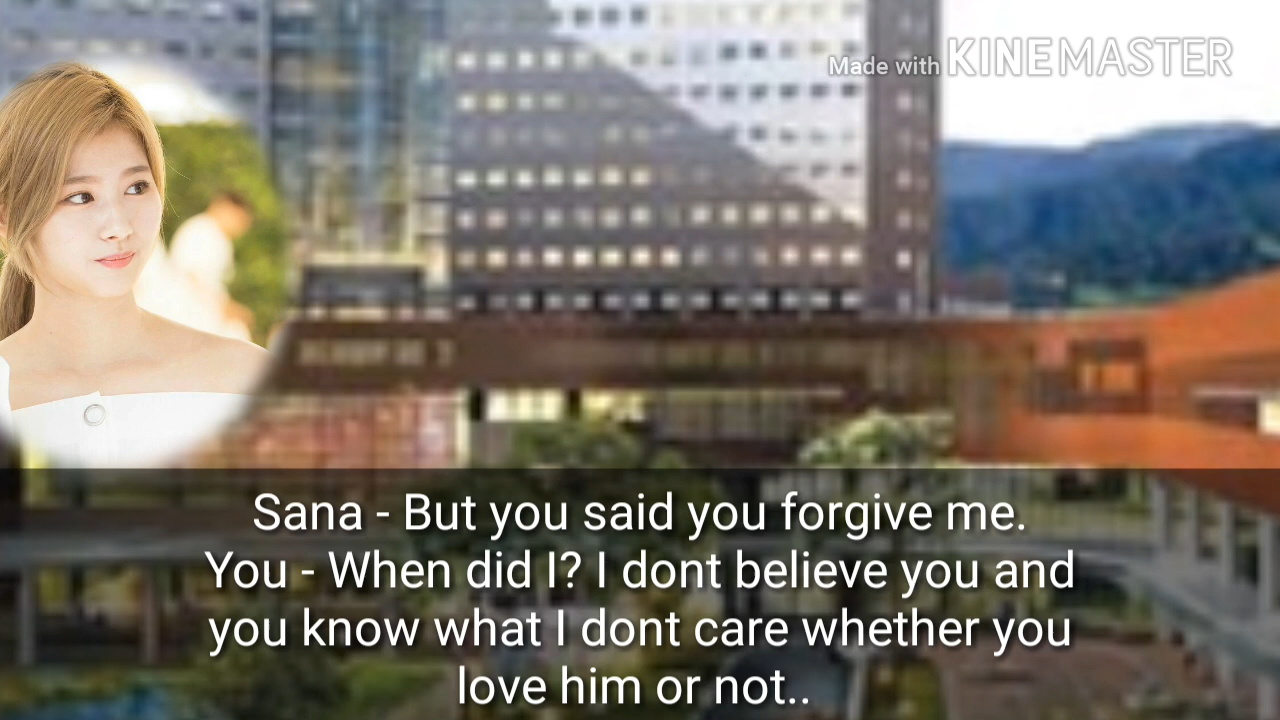 Made with KINEMASTER
Sana - But you said you forgive me.
You - When did I? I dont believe you and
you know what I dont care whether you
love him or not..